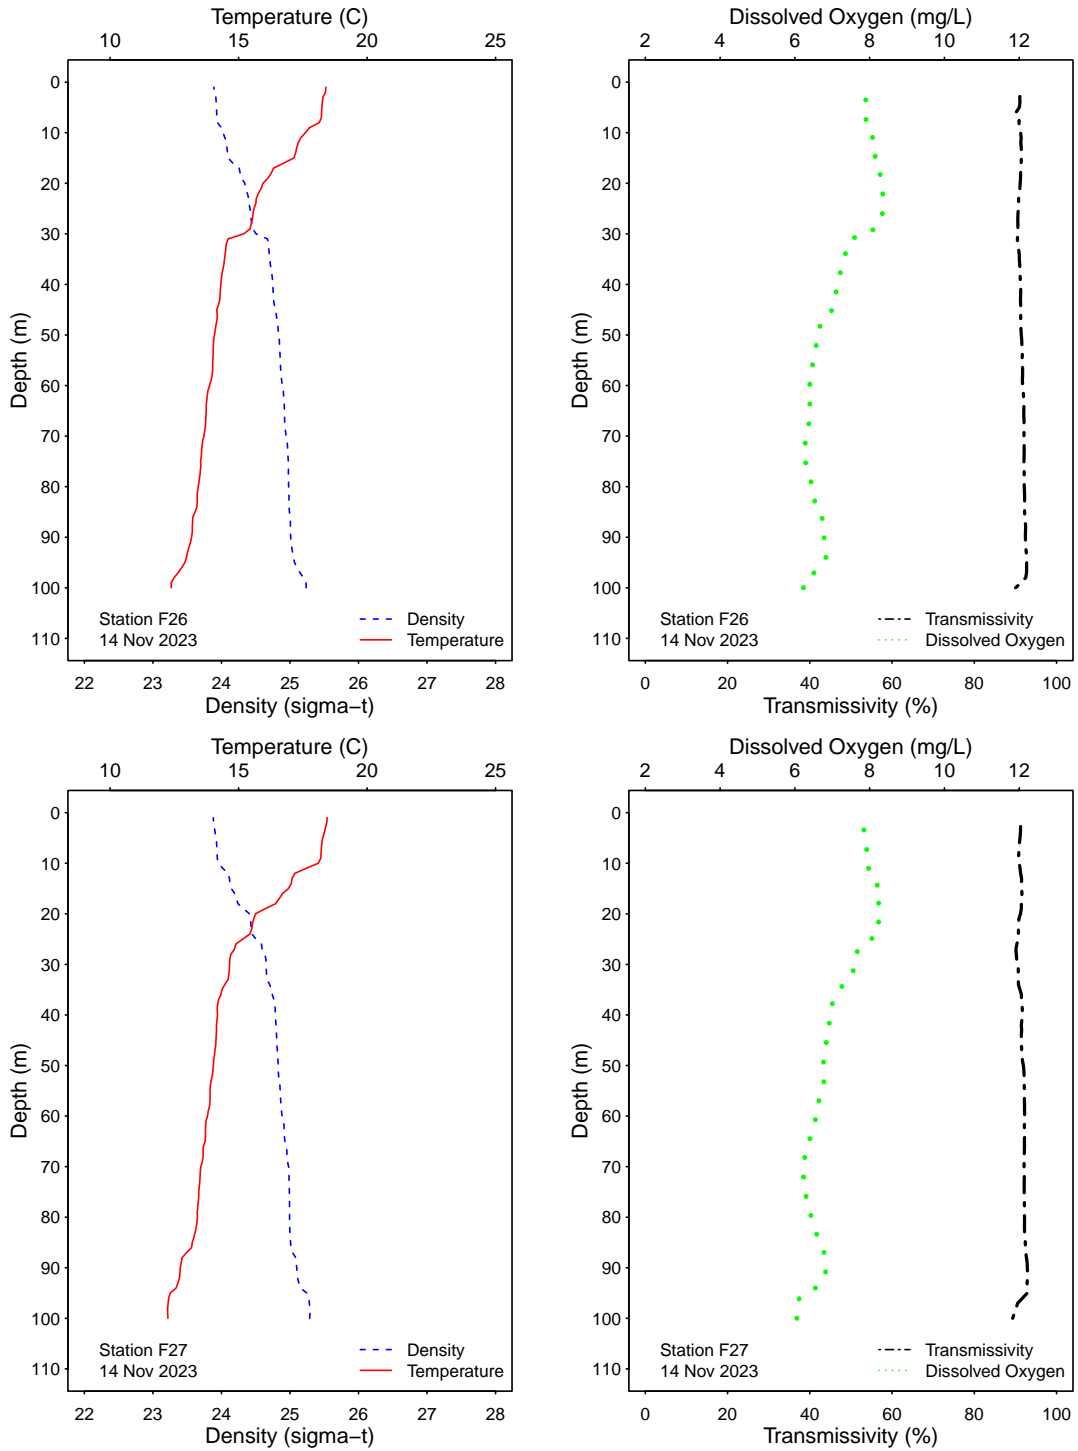 Temperature (C)
10 15 20 25
0
10
20
30
40
50
60
70
80
90
100
110
Depth (m)
Station F26
14 Nov 2023
Density
Temperature
22 23 24 25 26 27 28
Density (sigma−t)
Dissolved Oxygen (mg/L)
2 4 6 8 10 12
0
10
20
30
40
50
60
70
80
90
100
110
Depth (m)
Station F26
14 Nov 2023
Transmissivity
Dissolved Oxygen
0 20 40 60 80 100
Transmissivity (%)
Temperature (C)
10 15 20 25
0
10
20
30
40
50
60
70
80
90
100
110
Depth (m)
Station F27
14 Nov 2023
Density
Temperature
22 23 24 25 26 27 28
Density (sigma−t)
Dissolved Oxygen (mg/L)
2 4 6 8 10 12
0
10
20
30
40
50
60
70
80
90
100
110
Depth (m)
Station F27
14 Nov 2023
Transmissivity
Dissolved Oxygen
0 20 40 60 80 100
Transmissivity (%)